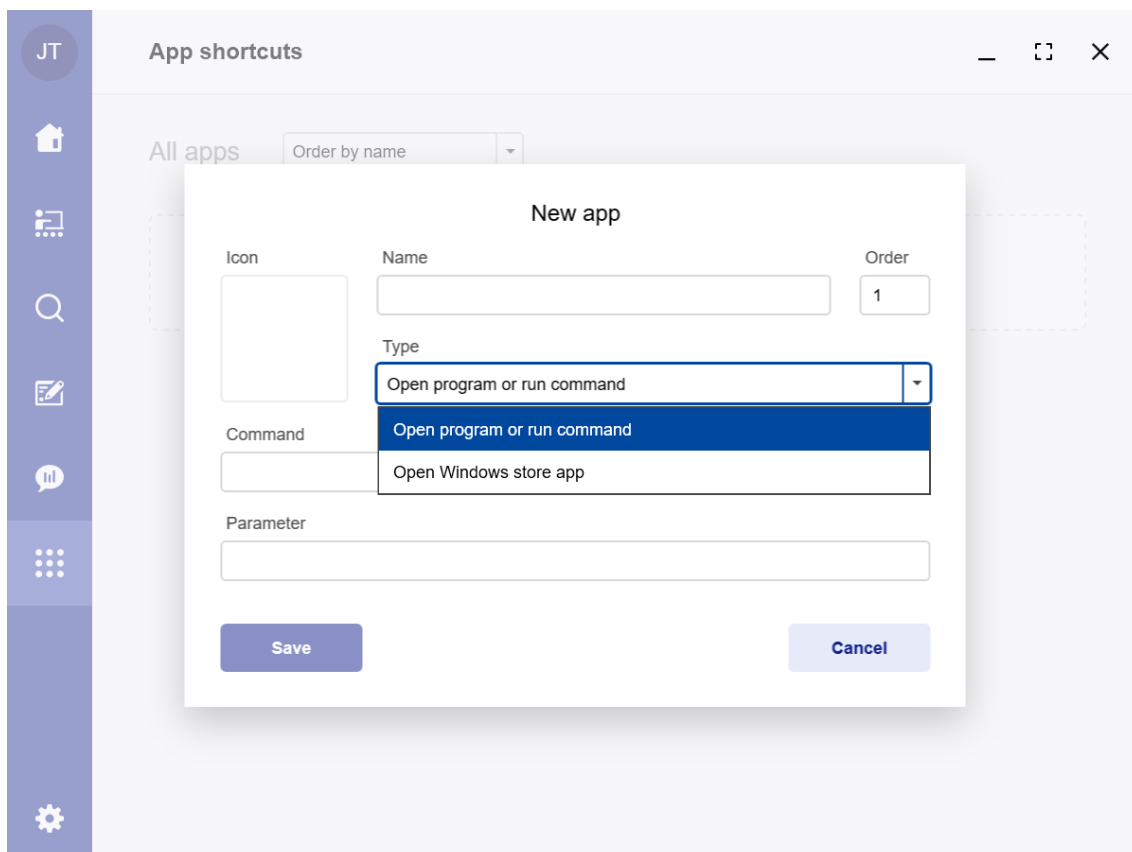 JT
App shortcuts
All apps
Order by name
New app
Icon
Name
Order
1
Type
Open program or run command
Open program or run command
Command
Open Windows store app
Parameter
Save
Cancel